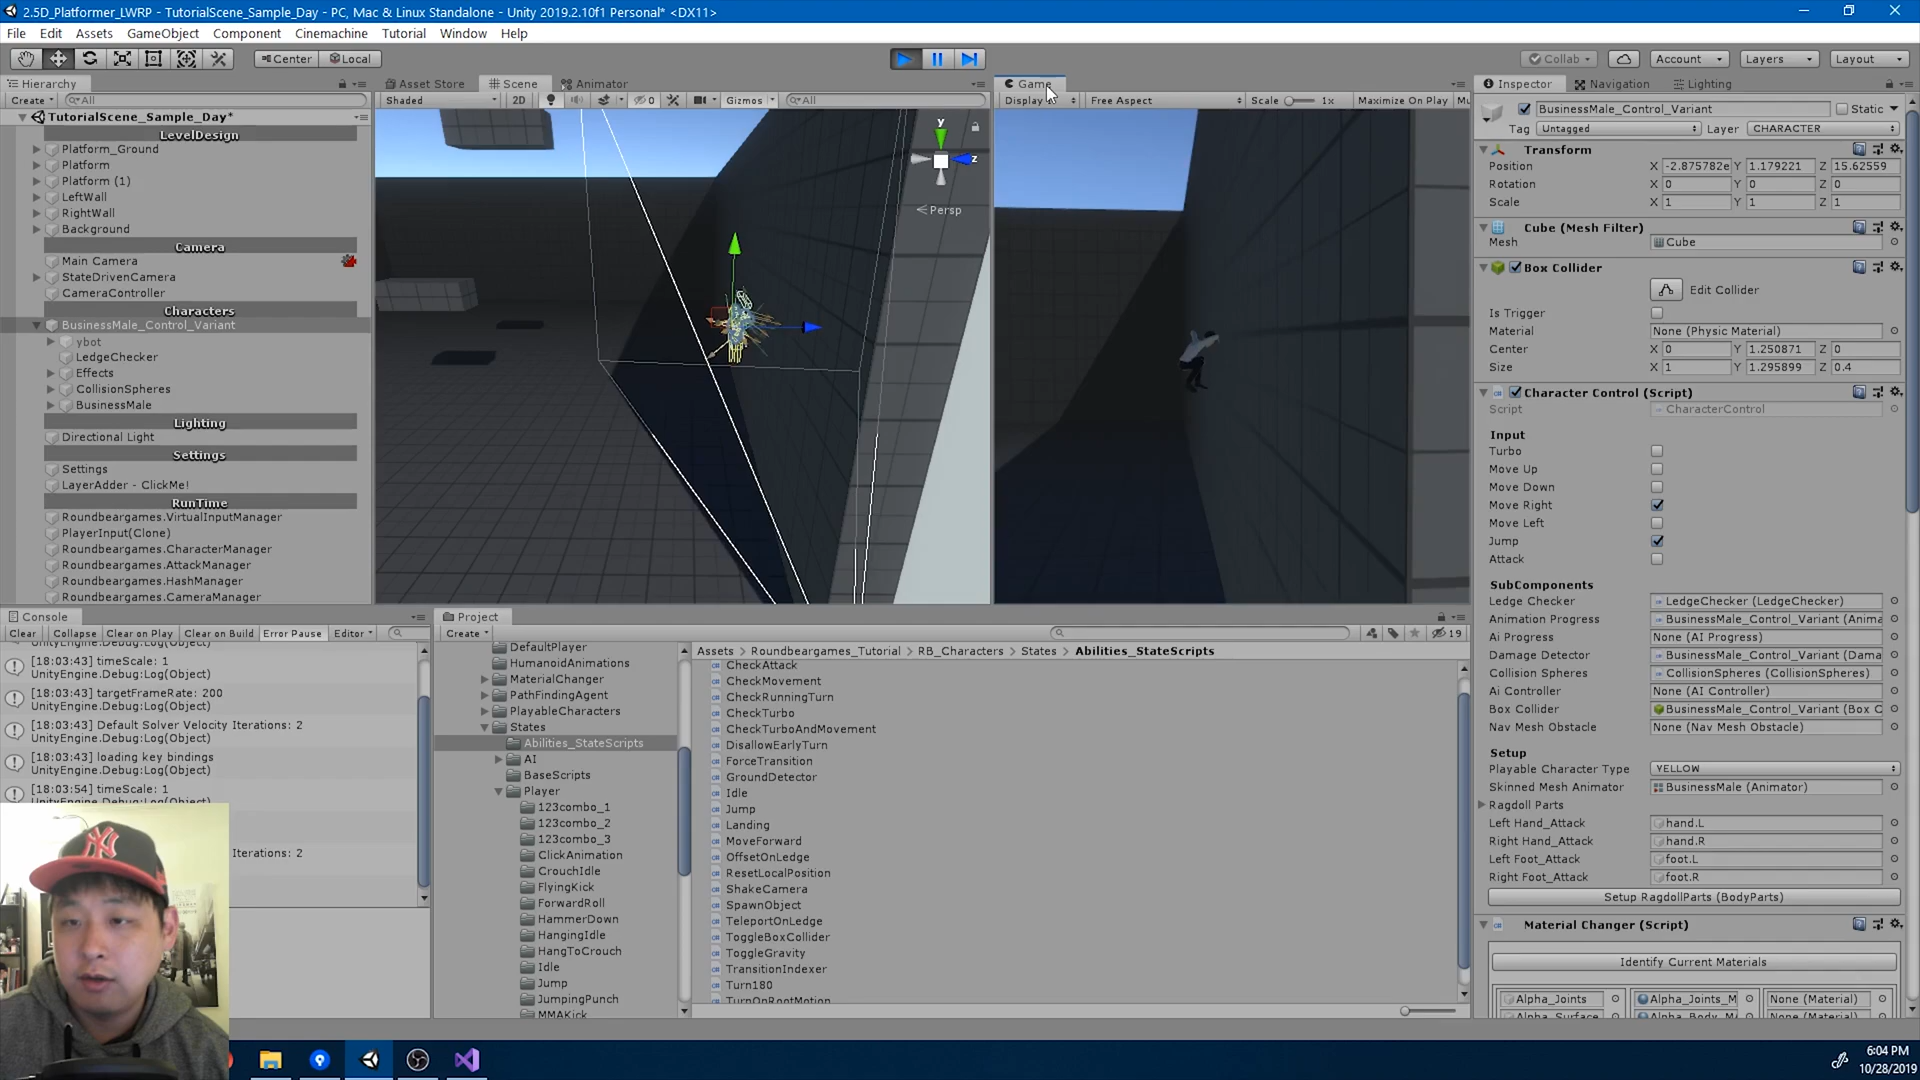 2.5D_Platformer_LWRP - TutorialScene_Sample_Day - PC, Mac & Linux Standalone - Unity 2019.2.10f1 Personal* <DX11>
File Edit Assets GameObject Component Cinemachine Tutorial Window Help
Center Local
Collab Account Layers Layout
Hierarchy
Create All
TutorialScene_Sample_Day*
LevelDesign
Platform_Ground
Platform
Platform (1)
LeftWall
RightWall
Background
Camera
Main Camera
StateDrivenCamera
CameraController
Characters
BusinessMale_Control_Variant
ybot
LedgeChecker
Effects
CollisionSpheres
BusinessMale
Lighting
Directional Light
Settings
Settings
LayerAdder - ClickMe!
RunTime
Roundbeargames.VirtualInputManager
PlayerInput(Clone)
Roundbeargames.CharacterManager
Roundbeargames.AttackManager
Roundbeargames.HashManager
Roundbeargames.CameraManager
Asset Store Scene Animator
Shaded 2D 0 Gizmos All
y
z
Persp
Game
Display Free Aspect Scale 1x Maximize On Play Mu
Inspector Navigation Lighting
BusinessMale_Control_Variant Static
Tag Untagged Layer CHARACTER
Transform
Position X -2.875782e Y 1.179221 Z 15.62559
Rotation X 0 Y 0 Z 0
Scale X 1 Y 1 Z 1
Cube (Mesh Filter)
Mesh Cube
Box Collider
Edit Collider
Is Trigger
Material None (Physic Material)
Center X 0 Y 1.250871 Z 0
Size X 1 Y 1.295899 Z 0.4
Character Control (Script)
Script CharacterControl
Input
Turbo
Move Up
Move Down
Move Right
Move Left
Jump
Attack
SubComponents
Ledge Checker LedgeChecker (LedgeChecker)
Animation Progress BusinessMale_Control_Variant (Anima
Ai Progress None (AI Progress)
Damage Detector BusinessMale_Control_Variant (Dama
Collision Spheres CollisionSpheres (CollisionSpheres)
Ai Controller None (AI Controller)
Box Collider BusinessMale_Control_Variant (Box C
Nav Mesh Obstacle None (Nav Mesh Obstacle)
Setup
Playable Character Type YELLOW
Skinned Mesh Animator BusinessMale (Animator)
Ragdoll Parts
Left Hand_Attack hand.L
Right Hand_Attack hand.R
Left Foot_Attack foot.L
Right Foot_Attack foot.R
Setup RagdollParts (BodyParts)
Material Changer (Script)
Identify Current Materials
Alpha_Joints Alpha_Joints_M None (Material)
Alpha_Surface Alpha_Body_M None (Material)
Console
Clear Collapse Clear on Play Clear on Build Error Pause Editor
UnityEngine.Debug:Log(Object)
[18:03:43] timeScale: 1
UnityEngine.Debug:Log(Object)
[18:03:43] targetFrameRate: 200
UnityEngine.Debug:Log(Object)
[18:03:43] Default Solver Velocity Iterations: 2
UnityEngine.Debug:Log(Object)
[18:03:43] loading key bindings
UnityEngine.Debug:Log(Object)
[18:03:54] timeScale: 1
UnityEngine.Debug:Log(Object)
Iterations: 2
Project
Create 19
DefaultPlayer
HumanoidAnimations
MaterialChanger
PathFindingAgent
PlayableCharacters
States
Abilities_StateScripts
AI
BaseScripts
Player
123combo_1
123combo_2
123combo_3
ClickAnimation
CrouchIdle
FlyingKick
ForwardRoll
HammerDown
HangingIdle
HangToCrouch
Idle
Jump
JumpingPunch
MMAKick
Assets Roundbeargames_Tutorial RB_Characters States Abilities_StateScripts
CheckAttack
CheckMovement
CheckRunningTurn
CheckTurbo
CheckTurboAndMovement
DisallowEarlyTurn
ForceTransition
GroundDetector
Idle
Jump
Landing
MoveForward
OffsetOnLedge
ResetLocalPosition
ShakeCamera
SpawnObject
TeleportOnLedge
ToggleBoxCollider
ToggleGravity
TransitionIndexer
Turn180
TurnOnRootMotion
6:04 PM
10/28/2019